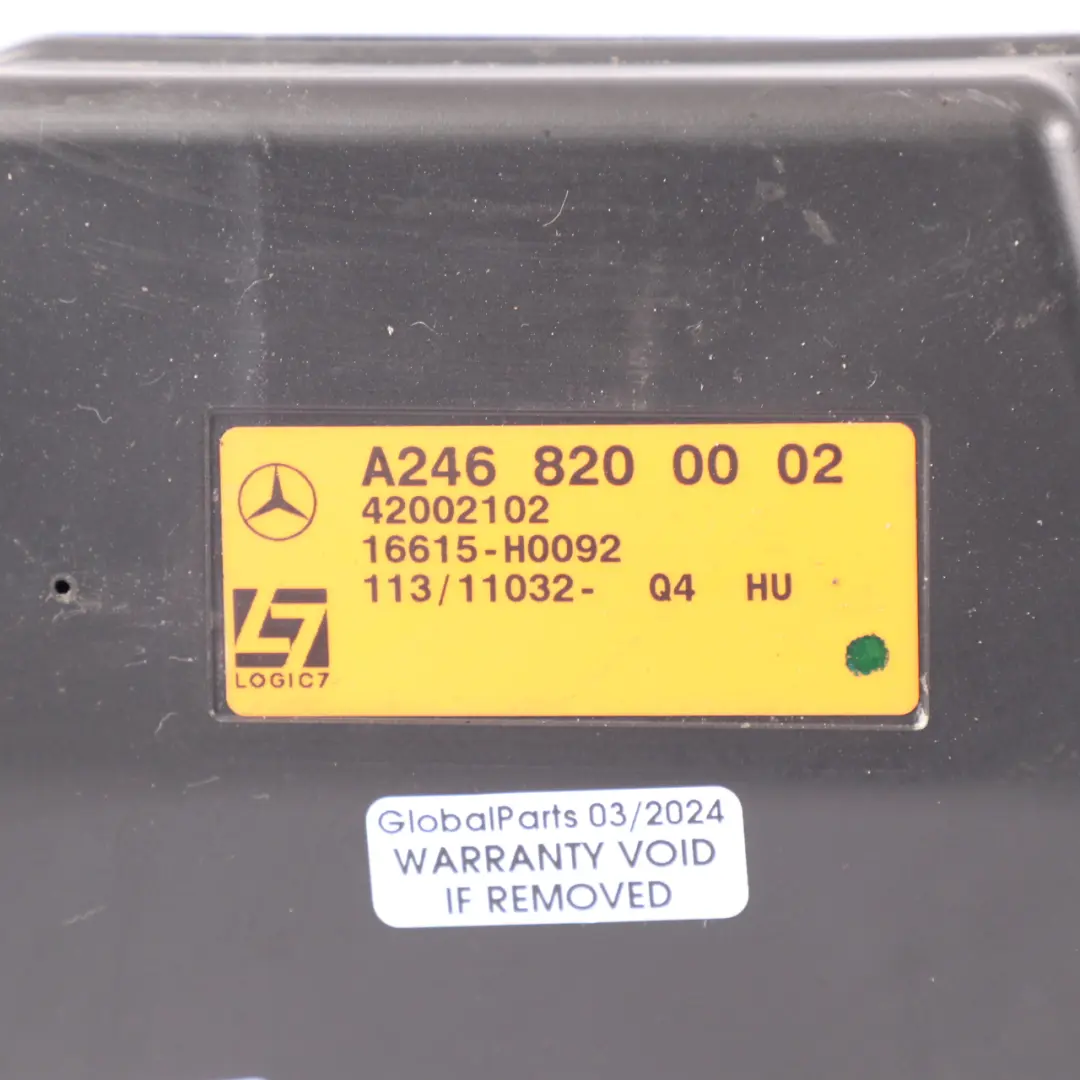 A246 820 00 02
42002102
16615-H0092
113/11032- Q4 HU
LOGIC7
GlobalParts 03/2024
WARRANTY VOID
IF REMOVED